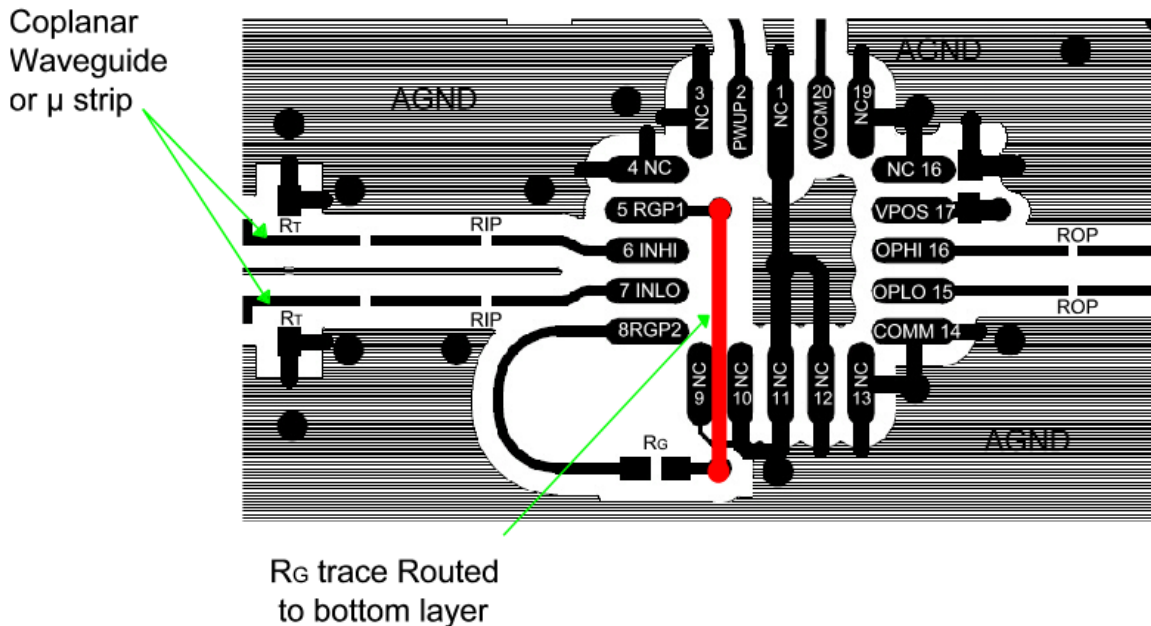 Coplanar
Waveguide
or µ strip
AGND
AGND
3 NC
PWUP 2
NC 1
VOCM 20
NC 19
4 NC
NC 16
5 RGP1
VPOS 17
RT
RIP
ROP
6 INHI
OPHI 16
7 INLO
OPLO 15
RT
RIP
ROP
8RGP2
COMM 14
9 NC
NC 10
NC 11
NC 12
NC 13
RG
AGND
RG trace Routed
to bottom layer